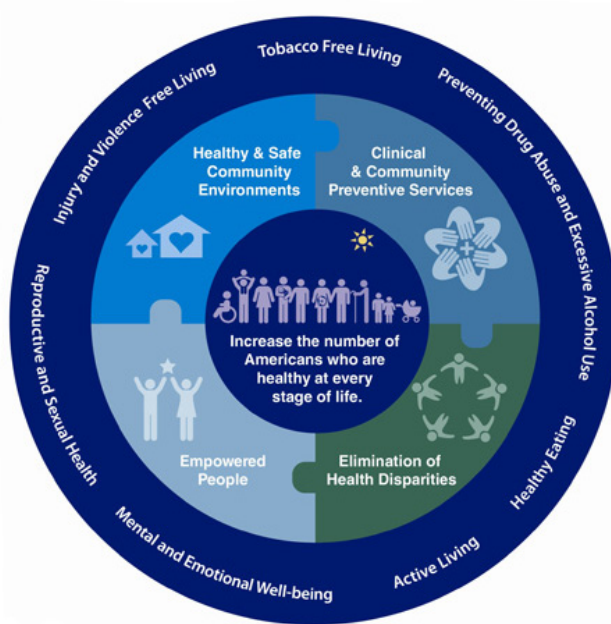 Tobacco Free Living
Preventing Drug Abuse and Excessive Alcohol Use
Healthy Eating
Active Living
Mental and Emotional Well-being
Reproductive and Sexual Health
Injury and Violence Free Living
Healthy & Safe
Community
Environments
Clinical
& Community
Preventive Services
Increase the number of
Americans who are
healthy at every
stage of life.
Empowered
People
Elimination of
Health Disparities